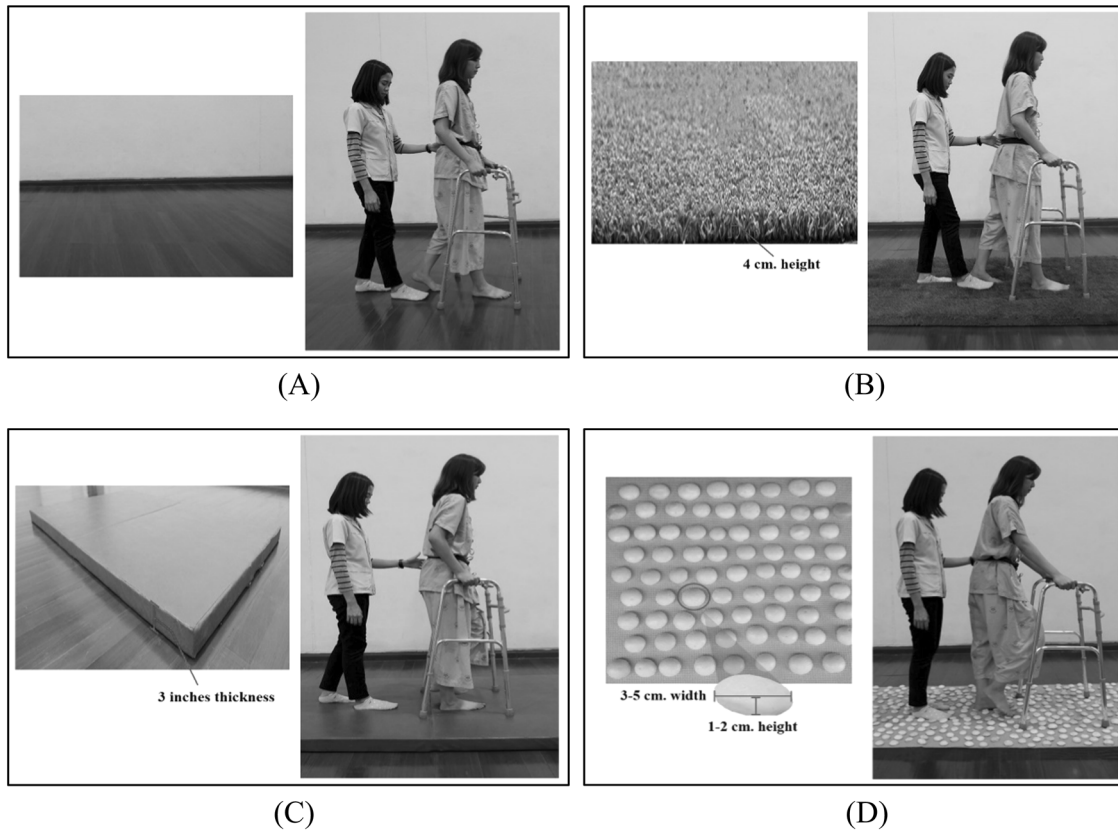 4 cm. height
(A)
(B)
3 inches thickness
3-5 cm. width
1-2 cm. height
(C)
(D)